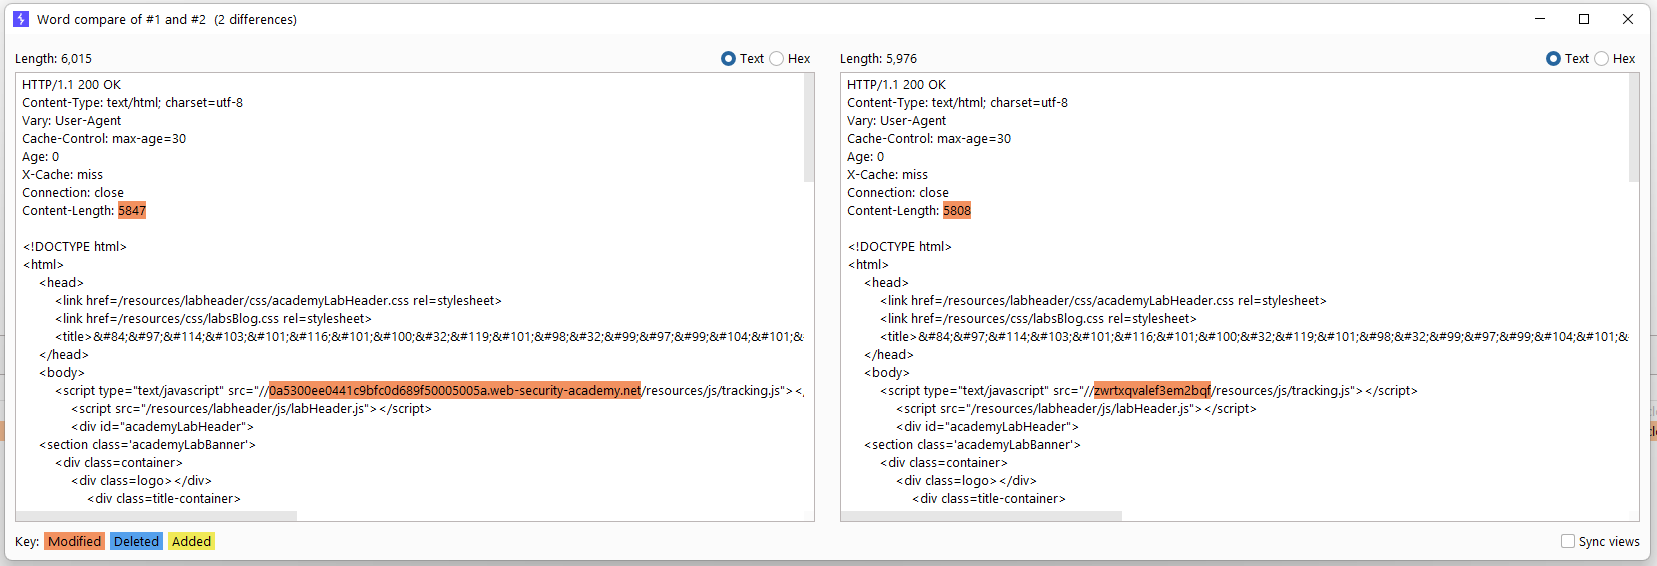 Word compare of #1 and #2 (2 differences)
Length: 6,015
Text
Hex
HTTP/1.1 200 OK
Content-Type: text/html; charset=utf-8
Vary: User-Agent
Cache-Control: max-age=30
Age: 0
X-Cache: miss
Connection: close
Content-Length: 5847
<!DOCTYPE html>
<html>
<head>
<link href=/resources/labheader/css/academyLabHeader.css rel=stylesheet>
<link href=/resources/css/labsBlog.css rel=stylesheet>
<title>&#84;&#97;&#114;&#103;&#101;&#116;&#101;&#100;&#32;&#119;&#101;&#98;&#32;&#99;&#97;&#99;&#104;&#101;&
</head>
<body>
<script type="text/javascript" src="//0a5300ee0441c9bfc0d689f50005005a.web-security-academy.net/resources/js/tracking.js"></
<script src="/resources/labheader/js/labHeader.js"></script>
<div id="academyLabHeader">
<section class='academyLabBanner'>
<div class=container>
<div class=logo></div>
<div class=title-container>
Length: 5,976
Text
Hex
HTTP/1.1 200 OK
Content-Type: text/html; charset=utf-8
Vary: User-Agent
Cache-Control: max-age=30
Age: 0
X-Cache: miss
Connection: close
Content-Length: 5808
<!DOCTYPE html>
<html>
<head>
<link href=/resources/labheader/css/academyLabHeader.css rel=stylesheet>
<link href=/resources/css/labsBlog.css rel=stylesheet>
<title>&#84;&#97;&#114;&#103;&#101;&#116;&#101;&#100;&#32;&#119;&#101;&#98;&#32;&#99;&#97;&#99;&#104;&#101;&
</head>
<body>
<script type="text/javascript" src="//zwrtxqvalef3em2bqf/resources/js/tracking.js"></script>
<script src="/resources/labheader/js/labHeader.js"></script>
<div id="academyLabHeader">
<section class='academyLabBanner'>
<div class=container>
<div class=logo></div>
<div class=title-container>
Key: Modified Deleted Added
Sync views